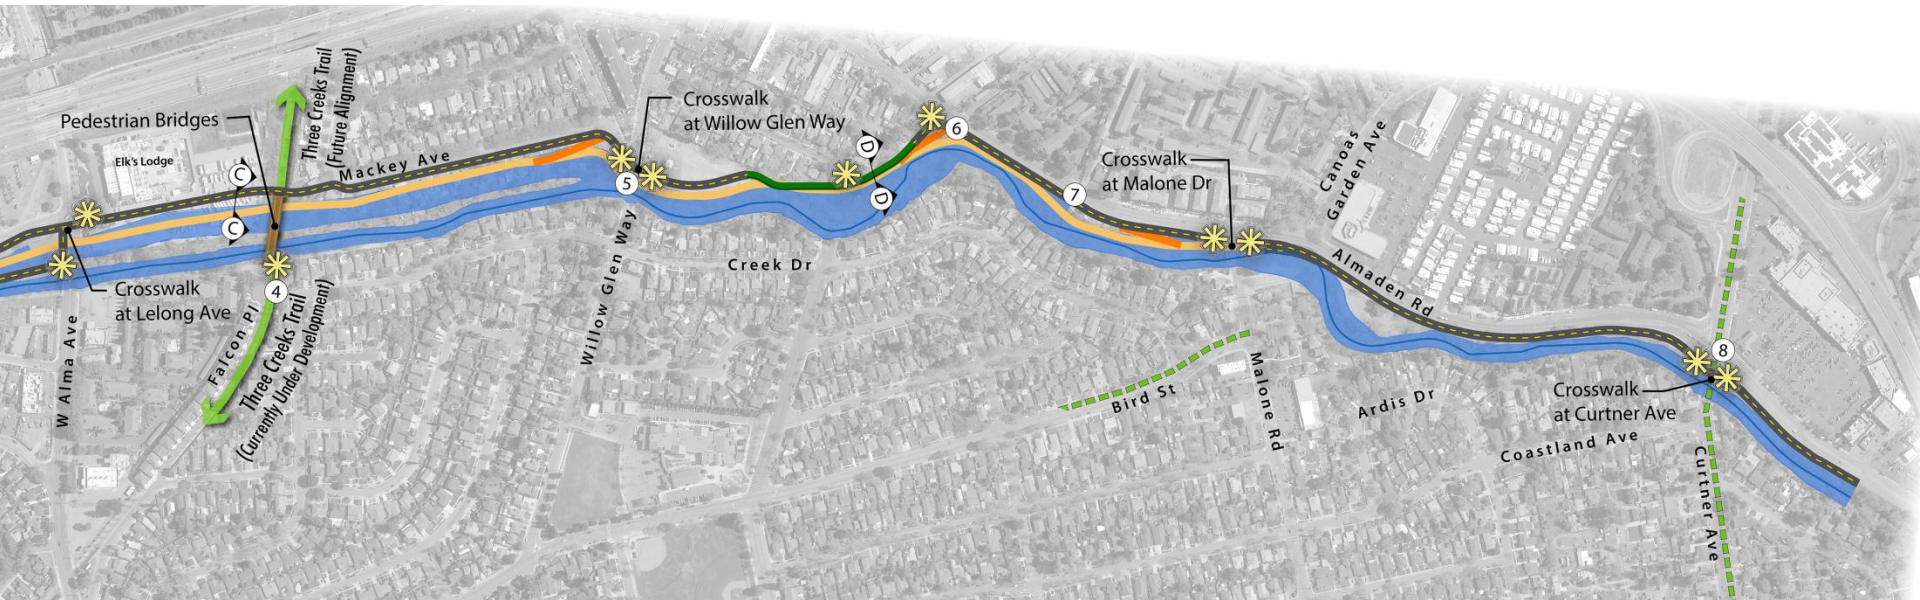 Three Creeks Trail
(Future Alignment)
Pedestrian Bridges
Elk's Lodge
Mackey Ave
C
C
Crosswalk
at Willow Glen Way
D
D
6
5
Crosswalk
at Malone Dr
7
Canoas
Garden Ave
Crosswalk
at Lelong Ave
4
W Alma Ave
Falcon Pl
Three Creeks Trail
(Currently Under Development)
Willow Glen Way
Creek Dr
Almaden Rd
Bird St
Malone Rd
Ardis Dr
Coastland Ave
8
Crosswalk
at Curtner Ave
Curtner Ave